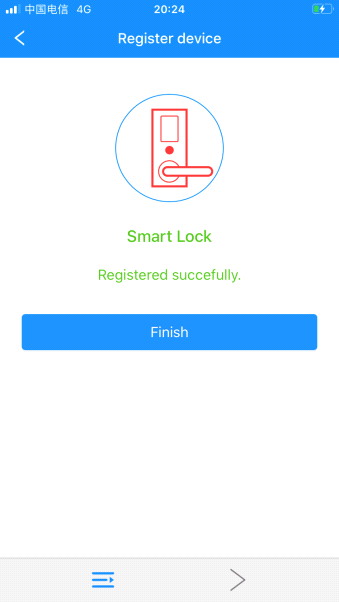 中国电信 4G 20:24
Register device
Smart Lock
Registered succefully.
Finish